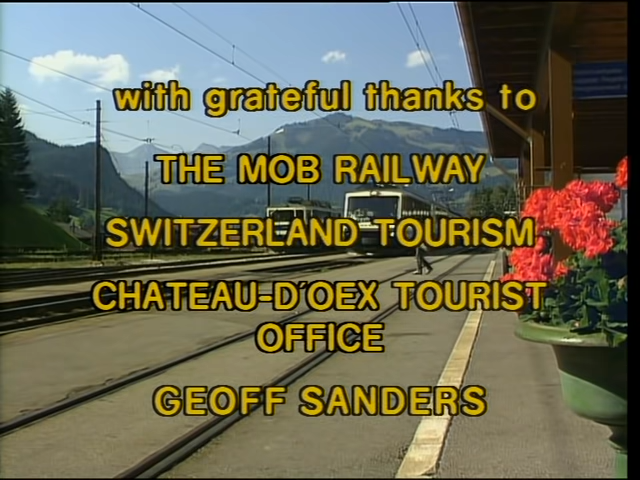 with grateful thanks to
THE MOB RAILWAY
SWITZERLAND TOURISM
CHATEAU-D'OEX TOURIST
OFFICE
GEOFF SANDERS